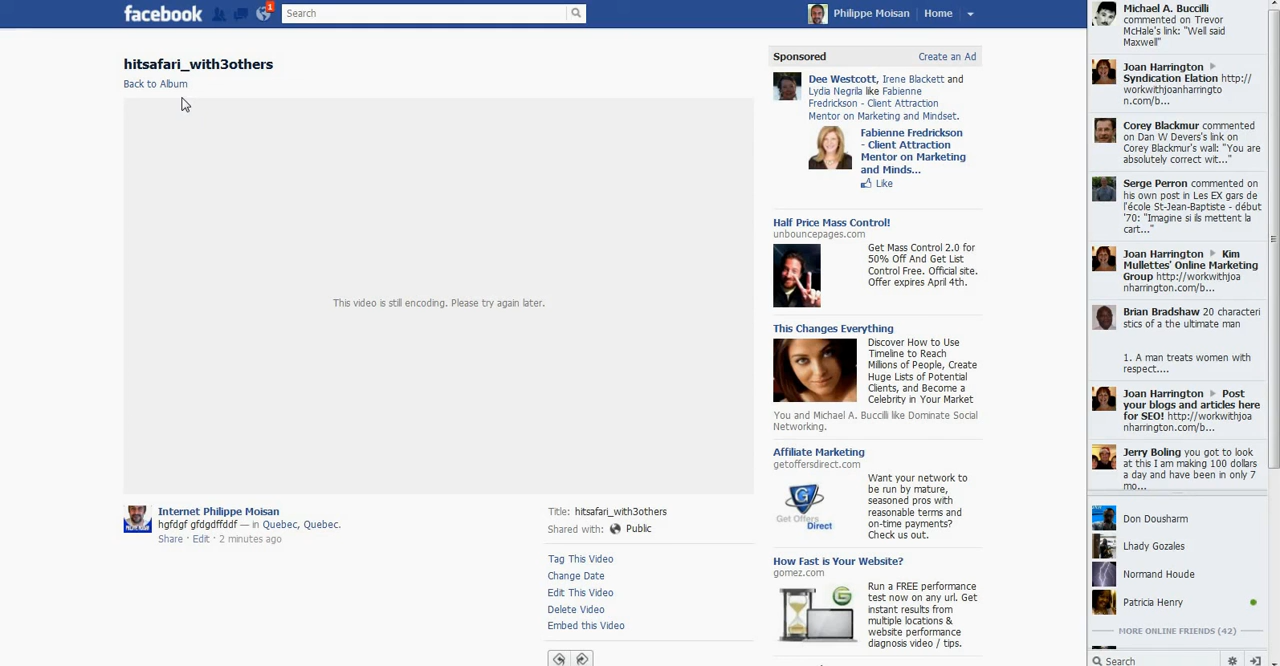 facebook
1
Search
Philippe Moisan
Home
hitsafari_with3others
Back to Album
This video is still encoding. Please try again later.
Internet Philippe Moisan
hgfdgf gfdgdffddf — in Quebec, Quebec.
Share · Edit · 2 minutes ago
Title: hitsafari_with3others
Shared with: Public
Tag This Video
Change Date
Edit This Video
Delete Video
Embed this Video
Sponsored
Create an Ad
Dee Westcott, Irene Blackett and
Lydia Negrila like Fabienne
Fredrickson - Client Attraction
Mentor on Marketing and Mindset.
Fabienne Fredrickson
- Client Attraction
Mentor on Marketing
and Minds...
Like
Half Price Mass Control!
unbouncepages.com
Get Mass Control 2.0 for
50% Off And Get List
Control Free. Official site.
Offer expires April 4th.
This Changes Everything
Discover How to Use
Timeline to Reach
Millions of People, Create
Huge Lists of Potential
Clients, and Become a
Celebrity in Your Market
You and Michael A. Buccilli like Dominate Social
Networking.
Affiliate Marketing
getoffersdirect.com
Get Offers
Direct
Want your network to
be run by mature,
seasoned pros with
reasonable terms and
on-time payments?
Check us out.
How Fast is Your Website?
gomez.com
Run a FREE performance
test now on any url. Get
instant results from
multiple locations &
website performance
diagnosis video / tips.
Michael A. Buccilli
commented on Trevor
McHale's link: "Well said
Maxwell"
Joan Harrington
Syndication Elation http://
workwithjoanharringto
n.com/b...
Corey Blackmur commented
on Dan W Devers's link on
Corey Blackmur's wall: "You are
absolutely correct wit..."
Serge Perron commented on
his own post in Les EX gars de
l'école St-Jean-Baptiste - début
'70: "Imagine si ils mettent la
cart..."
Joan Harrington Kim
Mullettes' Online Marketing
Group http://workwithjoa
nharrington.com/b...
Brian Bradshaw 20 characteri
stics of a the ultimate man
1. A man treats women with
respect....
Joan Harrington Post
your blogs and articles here
for SEO! http://workwithjoa
nharrington.com/b...
Jerry Boling you got to look
at this I am making 100 dollars
a day and have been in only 7
mo...
Don Dousharm
Lhady Gozales
Normand Houde
Patricia Henry
MORE ONLINE FRIENDS (42)
Search